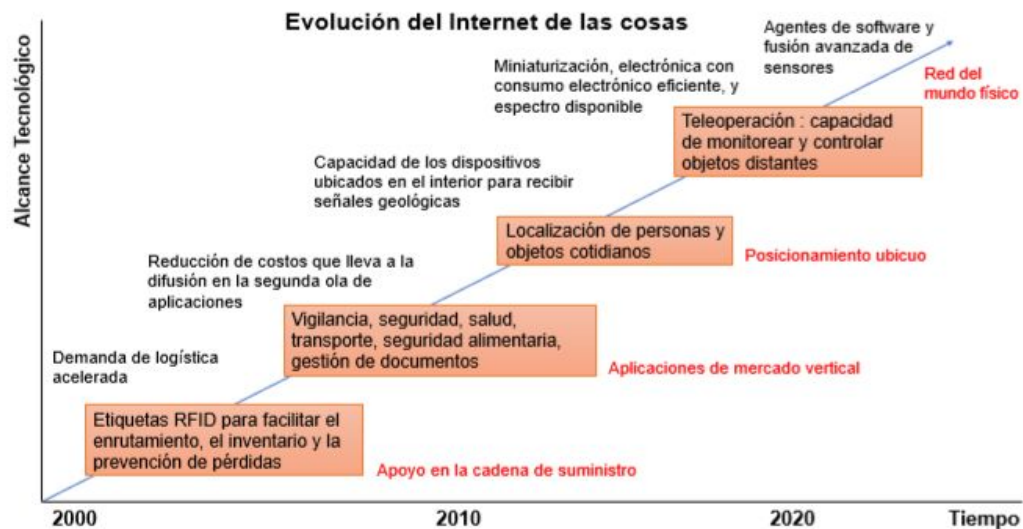 Evolución del Internet de las cosas
Alcance Tecnológico
Agentes de software y
fusión avanzada de
sensores
Red del
mundo físico
Miniaturización, electrónica con
consumo electrónico eficiente, y
espectro disponible
Teleoperación : capacidad
de monitorear y controlar
objetos distantes
Capacidad de los dispositivos
ubicados en el interior para recibir
señales geológicas
Localización de personas y
objetos cotidianos
Posicionamiento ubicuo
Reducción de costos que lleva a la
difusión en la segunda ola de
aplicaciones
Vigilancia, seguridad, salud,
transporte, seguridad alimentaria,
gestión de documentos
Aplicaciones de mercado vertical
Demanda de logística
acelerada
Etiquetas RFID para facilitar el
enrutamiento, el inventario y la
prevención de pérdidas
Apoyo en la cadena de suministro
2000
2010
2020
Tiempo